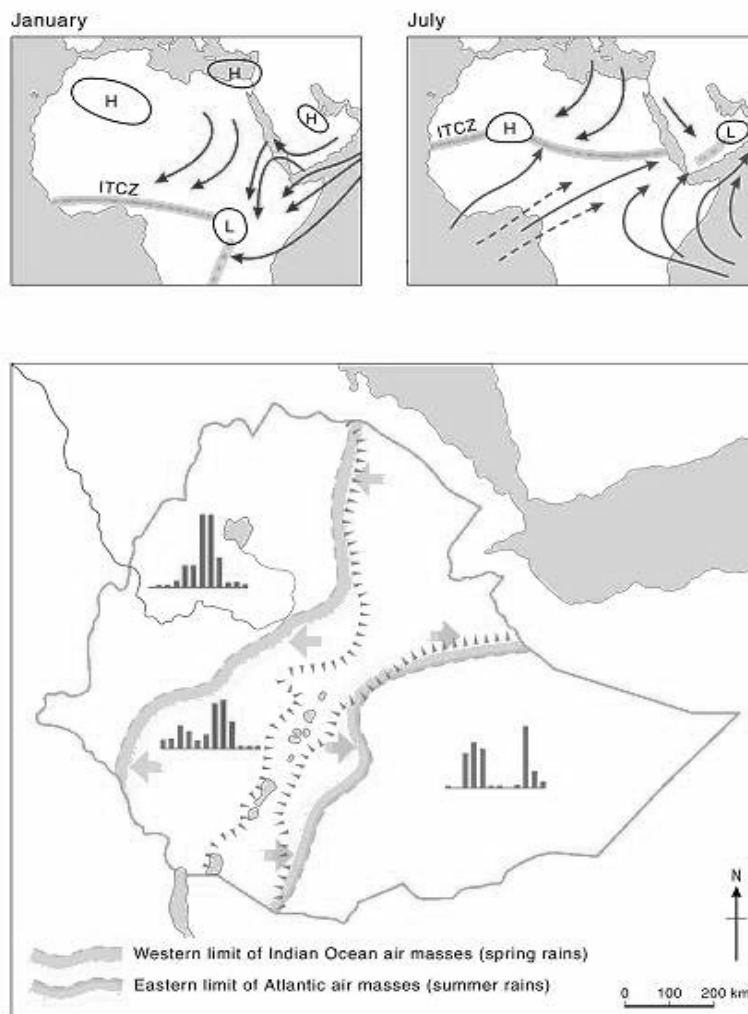 January
H
H
H
ITCZ
L
July
ITCZ
H
L
N
Western limit of Indian Ocean air masses (spring rains)
Eastern limit of Atlantic air masses (summer rains)
0 100 200 km